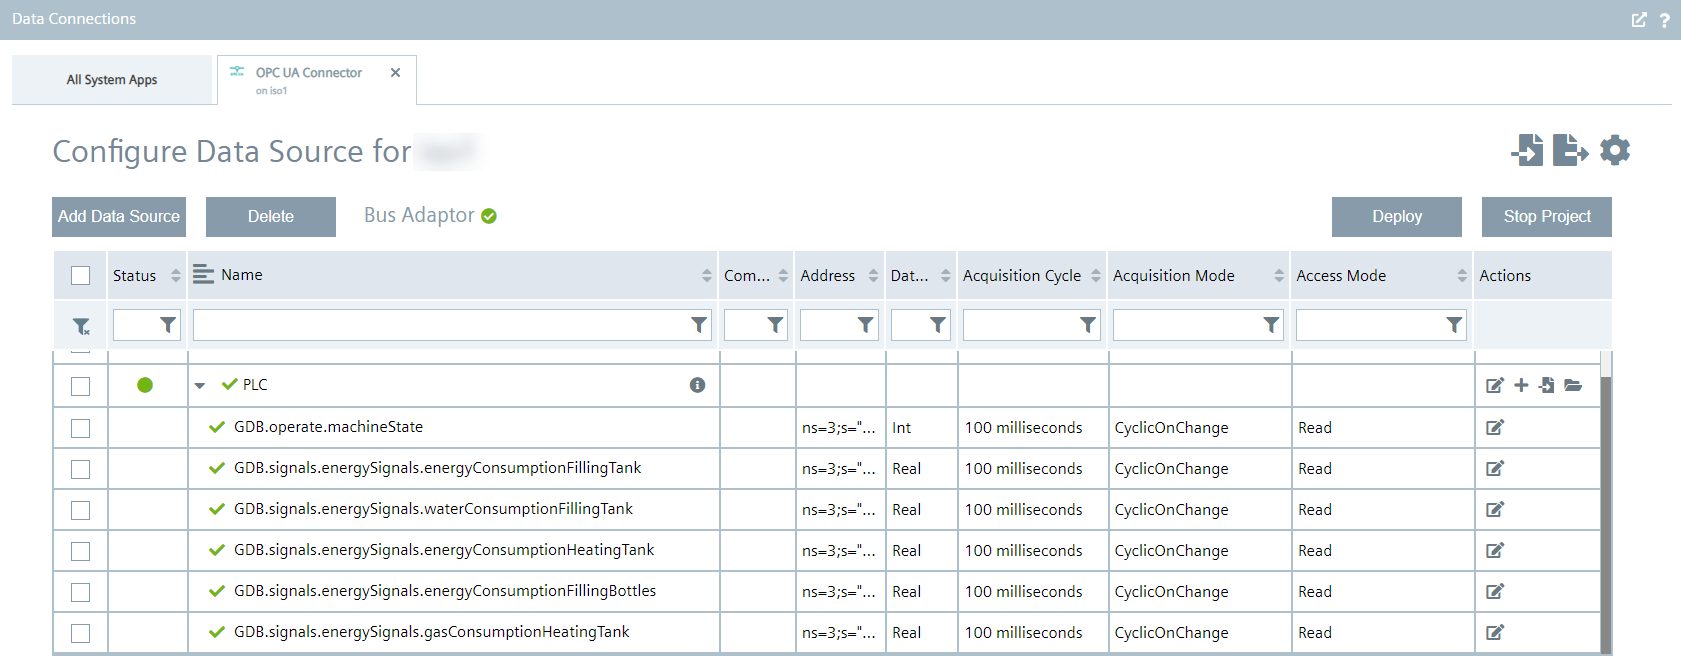 Data Connections
?
All System Apps
OPC UA Connector
on iso1
Configure Data Source for
Add Data Source
Delete
Bus Adaptor
Deploy
Stop Project
Status Name Com... Address Dat... Acquisition Cycle Acquisition Mode Access Mode Actions
PLC
GDB.operate.machineState ns=3;s="... Int 100 milliseconds CyclicOnChange Read
GDB.signals.energySignals.energyConsumptionFillingTank ns=3;s="... Real 100 milliseconds CyclicOnChange Read
GDB.signals.energySignals.waterConsumptionFillingTank ns=3;s="... Real 100 milliseconds CyclicOnChange Read
GDB.signals.energySignals.energyConsumptionHeatingTank ns=3;s="... Real 100 milliseconds CyclicOnChange Read
GDB.signals.energySignals.energyConsumptionFillingBottles ns=3;s="... Real 100 milliseconds CyclicOnChange Read
GDB.signals.energySignals.gasConsumptionHeatingTank ns=3;s="... Real 100 milliseconds CyclicOnChange Read